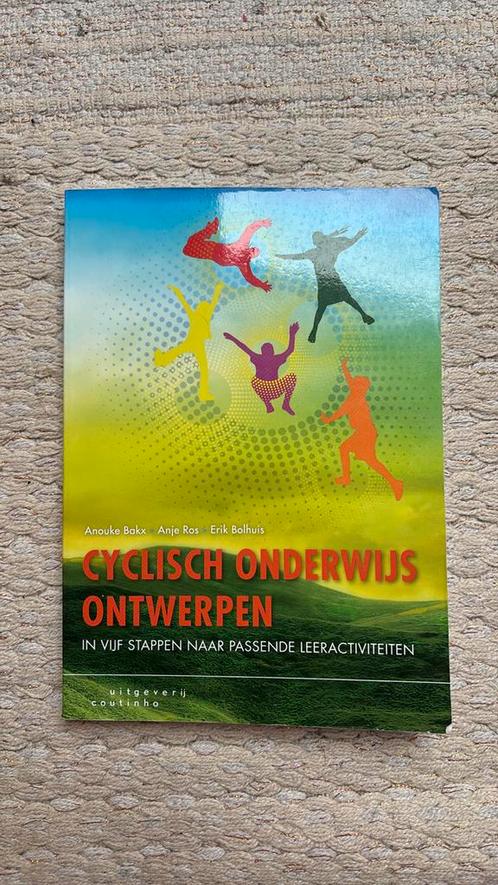 Anouke Bakx • Anje Ros • Erik Bolhuis
CYCLISCH ONDERWIJS
ONTWERPEN
IN VIJF STAPPEN NAAR PASSENDE LEERACTIVITEITEN
uitgeverij
coutinho